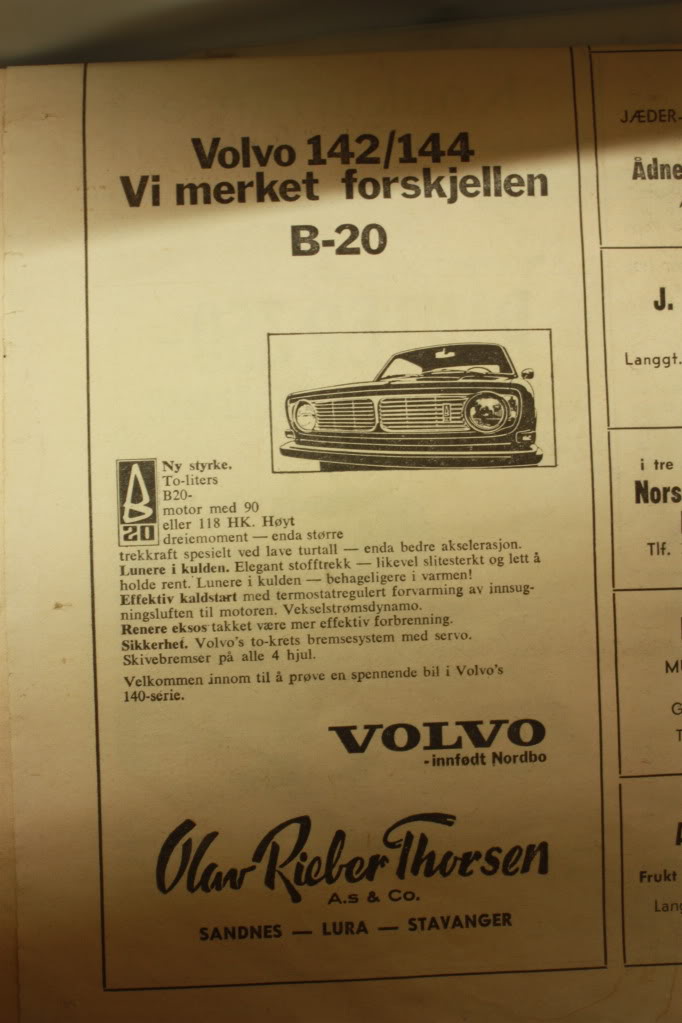 Volvo 142/144
Vi merket forskjellen
B-20
B
20
Ny styrke.
To-liters
B20-
motor med 90
eller 118 HK. Høyt
dreiemoment — enda større
trekkraft spesielt ved lave turtall — enda bedre akselerasjon.
Lunere i kulden. Elegant stofftrekk — likevel slitesterkt og lett å
holde rent. Lunere i kulden — behageligere i varmen!
Effektiv kaldstart med termostatregulert forvarming av innsug-
ningsluften til motoren. Vekselstrømsdynamo.
Renere eksos takket være mer effektiv forbrenning.
Sikkerhet. Volvo's to-krets bremsesystem med servo.
Skivebremser på alle 4 hjul.
Velkommen innom til å prøve en spennende bil i Volvo's
140-serie.
VOLVO
- innfødt Nordbo
Olav Rieber Thorsen
A.s & Co.
SANDNES — LURA — STAVANGER
JÆDER-
Ådne
J.
Langgt.
i tre
Nors
Tlf.
MU
G
T
Frukt
Lang